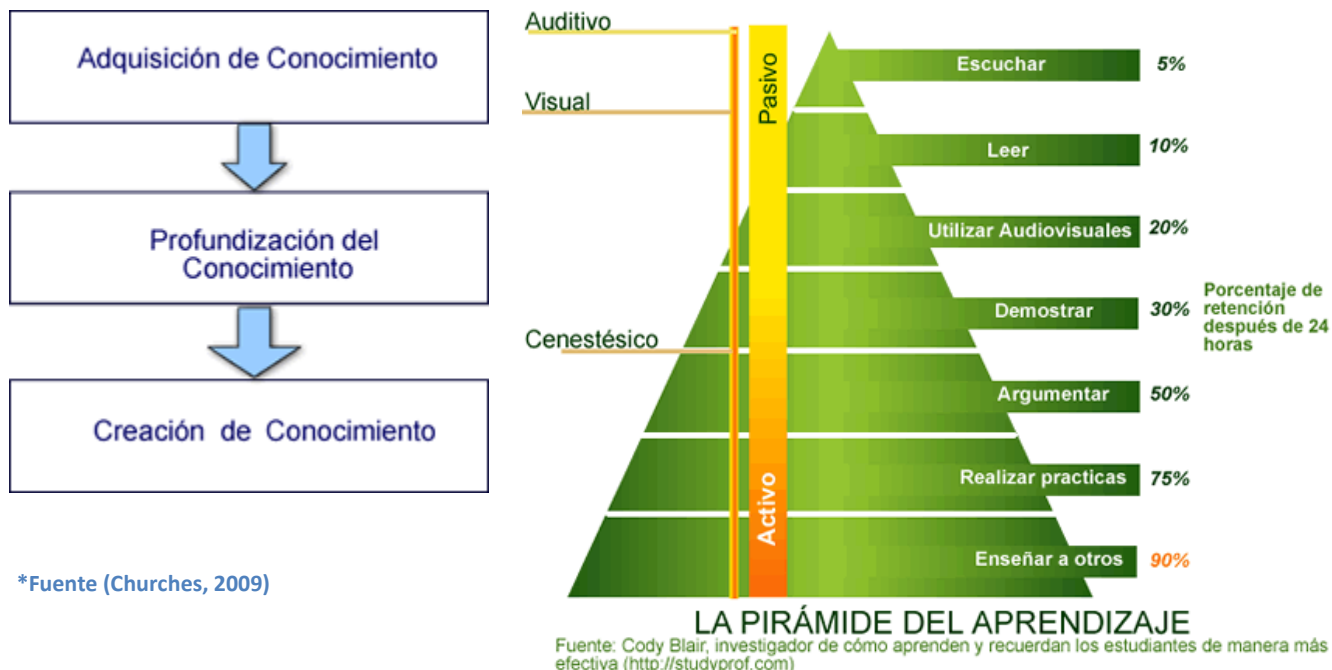 Adquisición de Conocimiento
Profundización del
Conocimiento
Creación de Conocimiento
*Fuente (Churches, 2009)
Auditivo
Visual
Cenestésico
Pasivo
Activo
Escuchar 5%
Leer 10%
Utilizar Audiovisuales 20%
Demostrar 30%
Argumentar 50%
Realizar practicas 75%
Enseñar a otros 90%
Porcentaje de
retención
después de 24
horas
LA PIRÁMIDE DEL APRENDIZAJE
Fuente: Cody Blair, investigador de cómo aprenden y recuerdan los estudiantes de manera más
efectiva (http://studyprof.com)